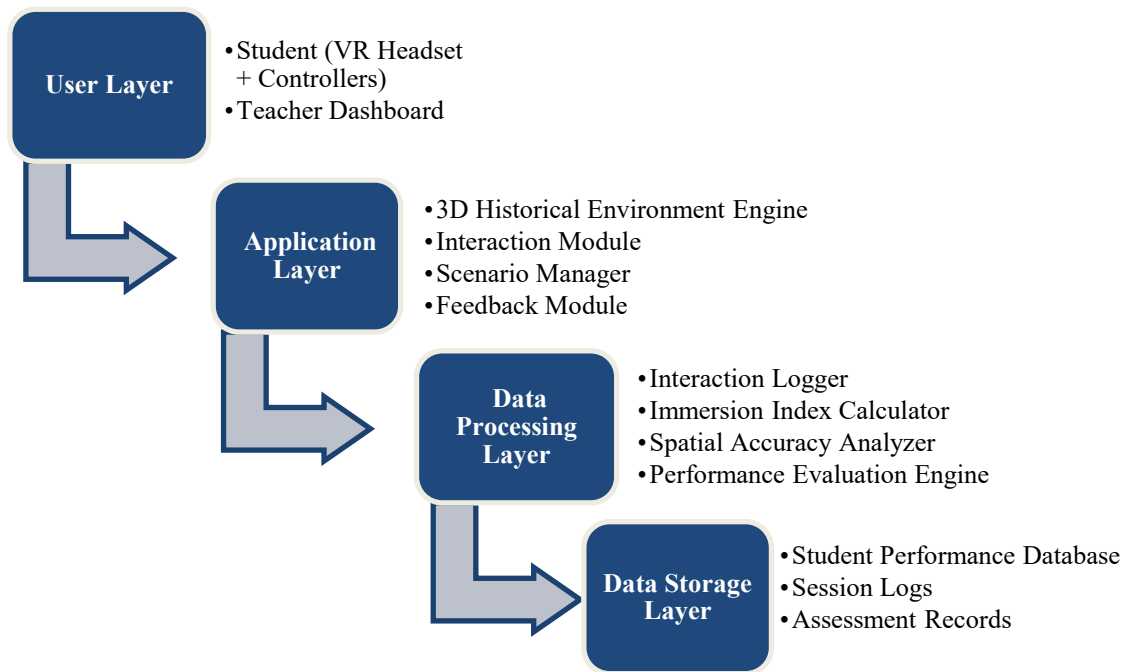 User Layer
•Student (VR Headset
+ Controllers)
•Teacher Dashboard
Application
Layer
•3D Historical Environment Engine
•Interaction Module
•Scenario Manager
•Feedback Module
Data
Processing
Layer
•Interaction Logger
•Immersion Index Calculator
•Spatial Accuracy Analyzer
•Performance Evaluation Engine
Data Storage
Layer
•Student Performance Database
•Session Logs
•Assessment Records